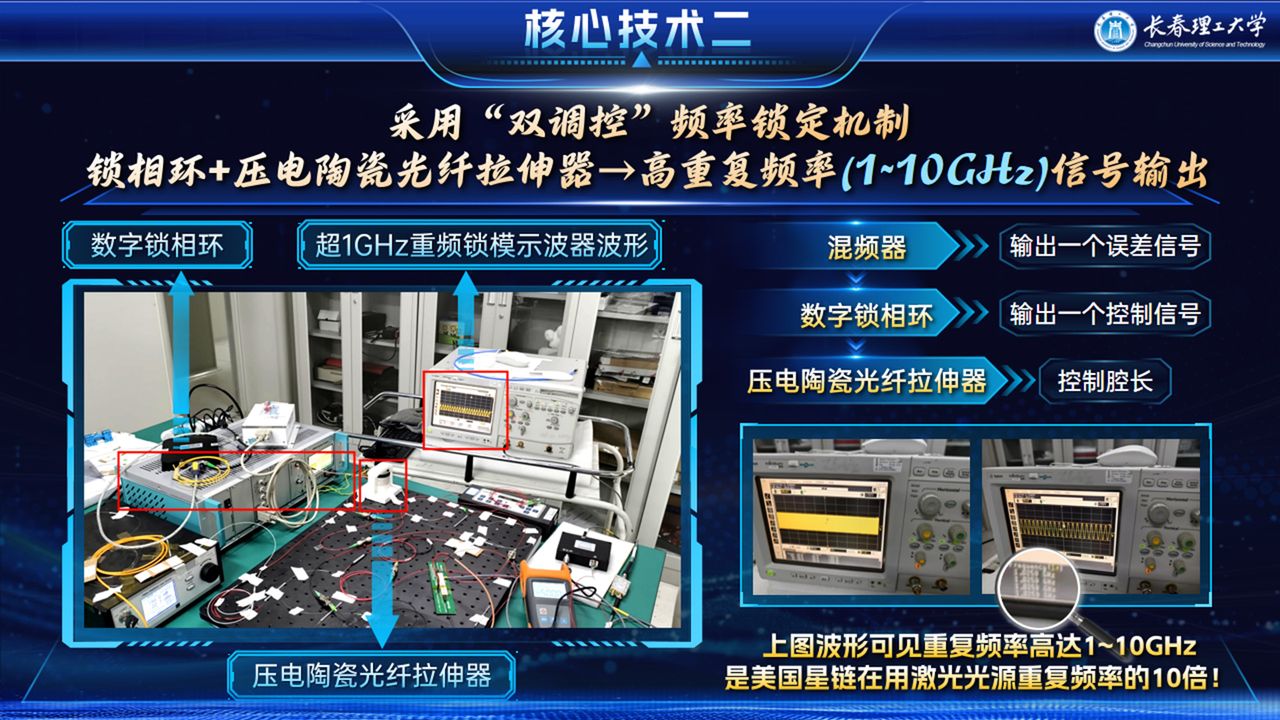 核心技术二
长春理工大学
Changchun University of Science and Technology
采用“双调控”频率锁定机制
锁相环+压电陶瓷光纤拉伸器→高重复频率(1~10GHz)信号输出
数字锁相环
超1GHz重频锁模示波器波形
混频器
输出一个误差信号
数字锁相环
输出一个控制信号
压电陶瓷光纤拉伸器
控制腔长
压电陶瓷光纤拉伸器
上图波形可见重复频率高达1~10GHz
是美国星链在用激光光源重复频率的10倍！